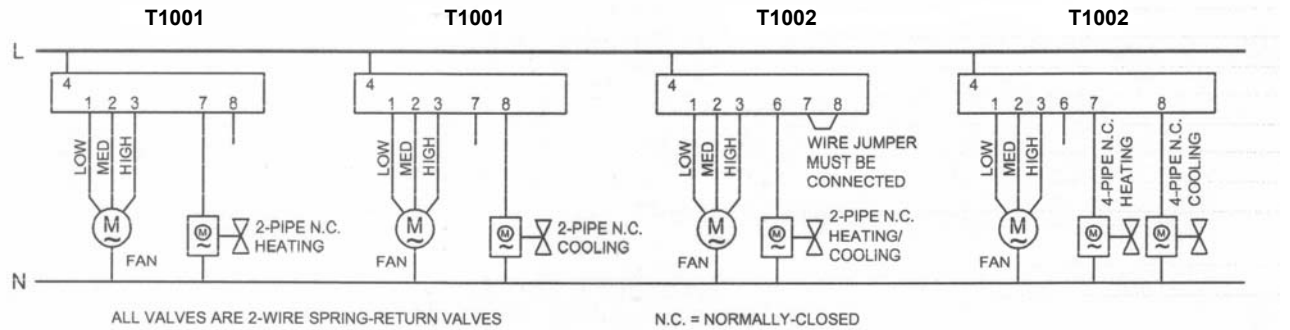 T1001 T1001 T1002 T1002
L
4 4 4 4
1 2 3 7 8
1 2 3 7 8
1 2 3 6 7 8
1 2 3 6 7 8
LOW
MED
HIGH
LOW
MED
HIGH
LOW
MED
HIGH
WIRE JUMPER
MUST BE
CONNECTED
LOW
MED
HIGH
4-PIPE N.C.
HEATING
4-PIPE N.C.
COOLING
M
~
FAN
M
~
2-PIPE N.C.
HEATING
M
~
FAN
M
~
2-PIPE N.C.
COOLING
M
~
FAN
M
~
2-PIPE N.C.
HEATING/
COOLING
M
~
FAN
M
~
M
~
N
ALL VALVES ARE 2-WIRE SPRING-RETURN VALVES
N.C. = NORMALLY-CLOSED